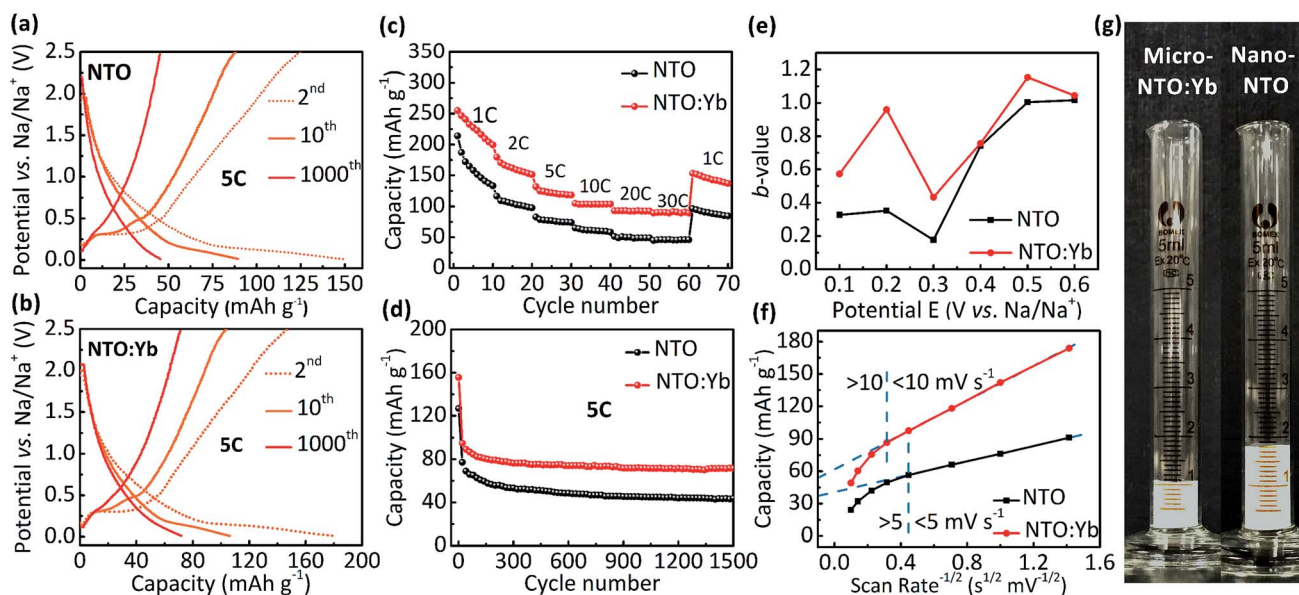 (a)
NTO
2nd
10th
1000th
5C
Potential vs. Na/Na+ (V)
2.5
2.0
1.5
1.0
0.5
0.0
0 25 50 75 100 125 150
Capacity (mAh g-1)
(b)
NTO:Yb
2nd
10th
1000th
5C
Potential vs. Na/Na+ (V)
2.5
2.0
1.5
1.0
0.5
0.0
0 40 80 120 160 200
Capacity (mAh g-1)
(c)
NTO
NTO:Yb
1C
2C
5C
10C
20C
30C
1C
Capacity (mAh g-1)
350
300
250
200
150
100
50
0
0 10 20 30 40 50 60 70
Cycle number
(d)
NTO
NTO:Yb
5C
Capacity (mAh g-1)
200
160
120
80
40
0
0 300 600 900 1200 1500
Cycle number
(e)
NTO
NTO:Yb
b-value
1.2
1.0
0.8
0.6
0.4
0.2
0.0
0.1 0.2 0.3 0.4 0.5 0.6
Potential E (V vs. Na/Na+)
(f)
>10 <10 mV s-1
>5 <5 mV s-1
NTO
NTO:Yb
Capacity (mAh g-1)
180
150
120
90
60
30
0
0.0 0.4 0.8 1.2 1.6
Scan Rate-1/2 (s1/2 mV-1/2)
(g)
Micro-
NTO:Yb
BOMEX
5ml
Ex 20°C
5
4
3
2
1
Nano-
NTO
BOMEX
5ml
Ex 20°C
5
4
3
2
1